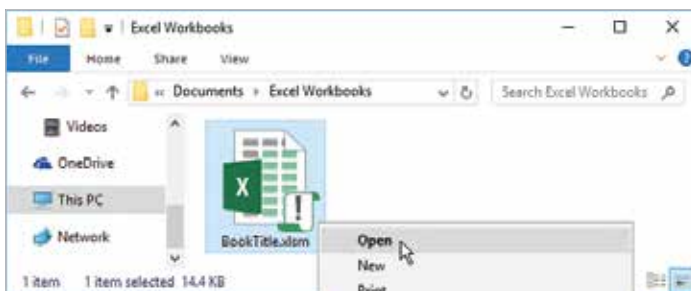 Excel Workbooks
File Home Share View
« Documents › Excel Workbooks Search Excel Workbooks
Videos
OneDrive
This PC
Network
X
BookTitle.xlsm
Open
New
Print
1 item 1 item selected 14.4 KB